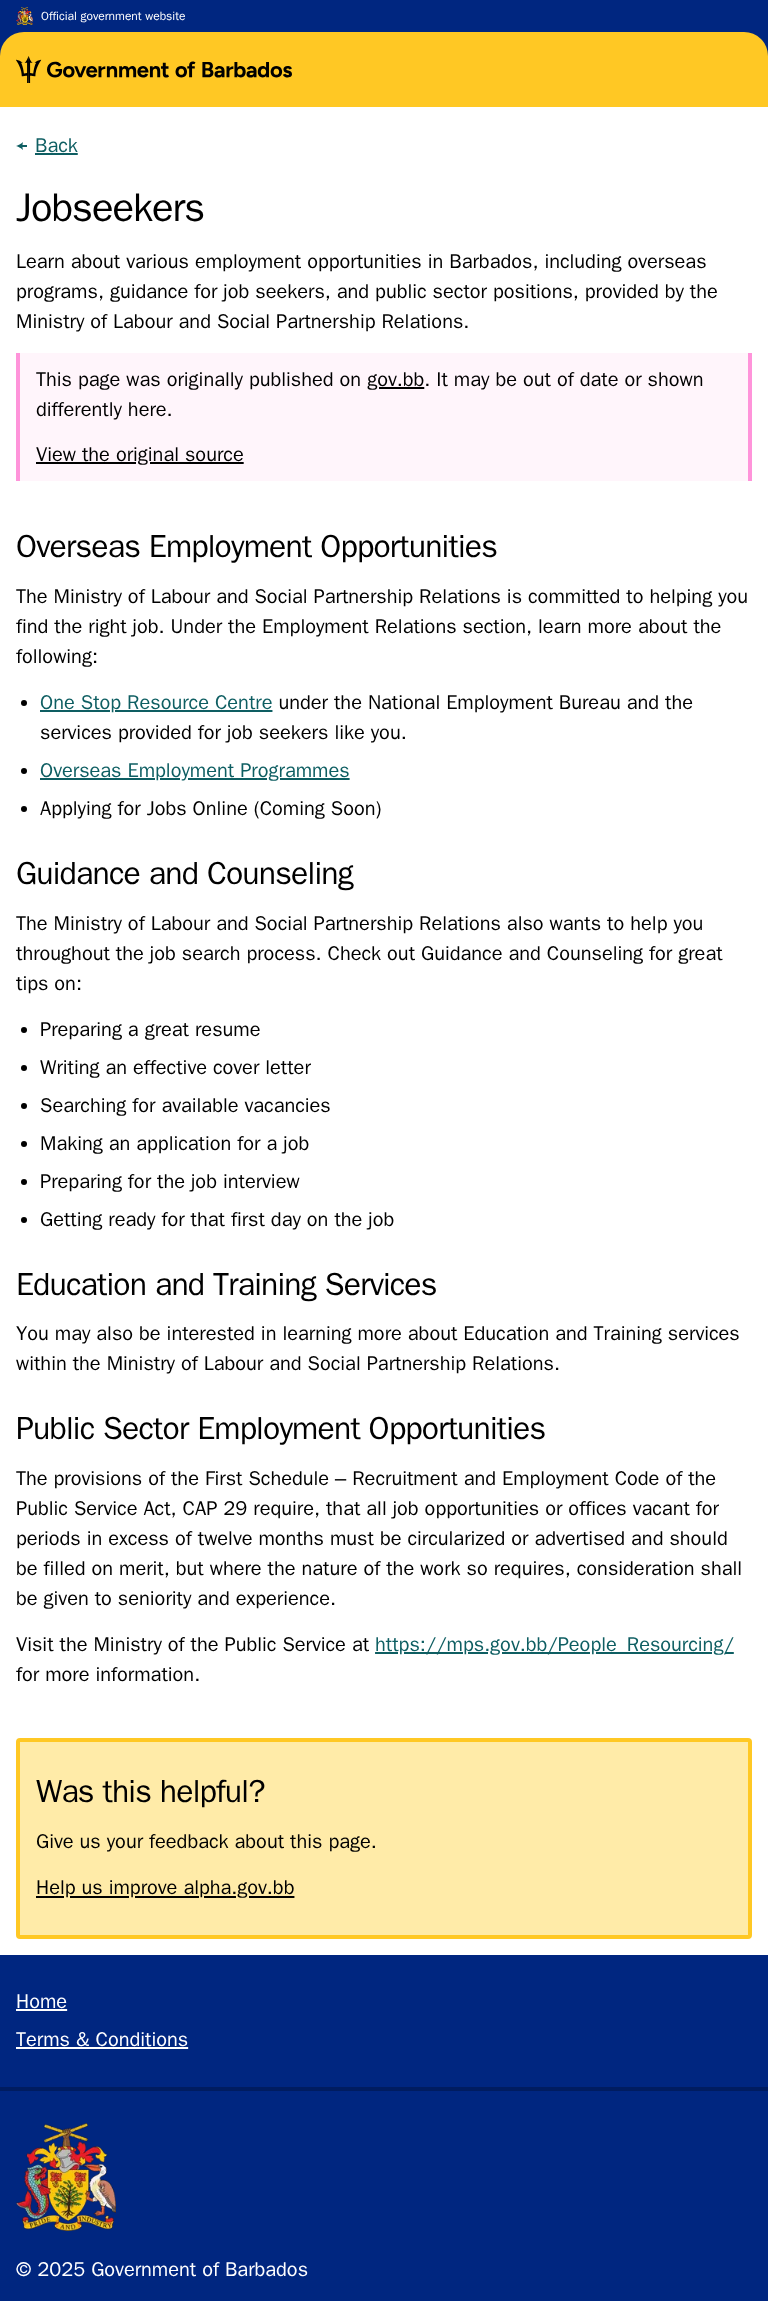 Official government website
Government of Barbados
← Back
Jobseekers
Learn about various employment opportunities in Barbados, including overseas
programs, guidance for job seekers, and public sector positions, provided by the
Ministry of Labour and Social Partnership Relations.
This page was originally published on gov.bb. It may be out of date or shown
differently here.
View the original source
Overseas Employment Opportunities
The Ministry of Labour and Social Partnership Relations is committed to helping you
find the right job. Under the Employment Relations section, learn more about the
following:
• One Stop Resource Centre under the National Employment Bureau and the
services provided for job seekers like you.
• Overseas Employment Programmes
• Applying for Jobs Online (Coming Soon)
Guidance and Counseling
The Ministry of Labour and Social Partnership Relations also wants to help you
throughout the job search process. Check out Guidance and Counseling for great
tips on:
• Preparing a great resume
• Writing an effective cover letter
• Searching for available vacancies
• Making an application for a job
• Preparing for the job interview
• Getting ready for that first day on the job
Education and Training Services
You may also be interested in learning more about Education and Training services
within the Ministry of Labour and Social Partnership Relations.
Public Sector Employment Opportunities
The provisions of the First Schedule – Recruitment and Employment Code of the
Public Service Act, CAP 29 require, that all job opportunities or offices vacant for
periods in excess of twelve months must be circularized or advertised and should
be filled on merit, but where the nature of the work so requires, consideration shall
be given to seniority and experience.
Visit the Ministry of the Public Service at https://mps.gov.bb/People_Resourcing/
for more information.
Was this helpful?
Give us your feedback about this page.
Help us improve alpha.gov.bb
Home
Terms & Conditions
PRIDE AND INDUSTRY
© 2025 Government of Barbados